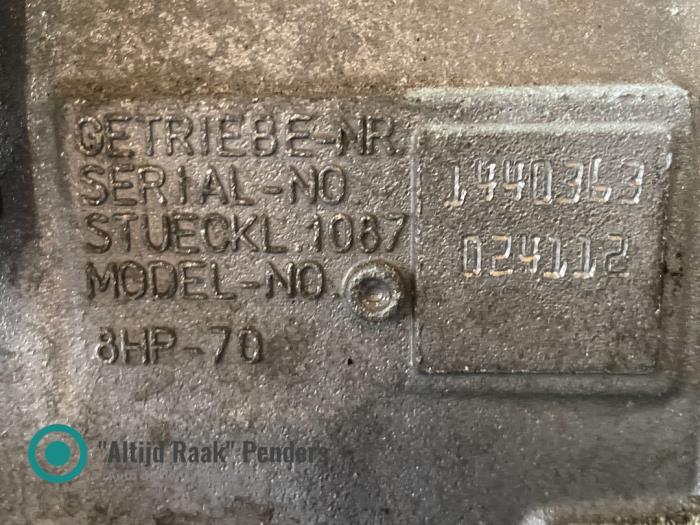 GETRIEBE-NR.
SERIAL-NO. 1440363
STUECKL.1087 024112
MODEL-NO.
8HP-70
"Altijd Raak" Penders